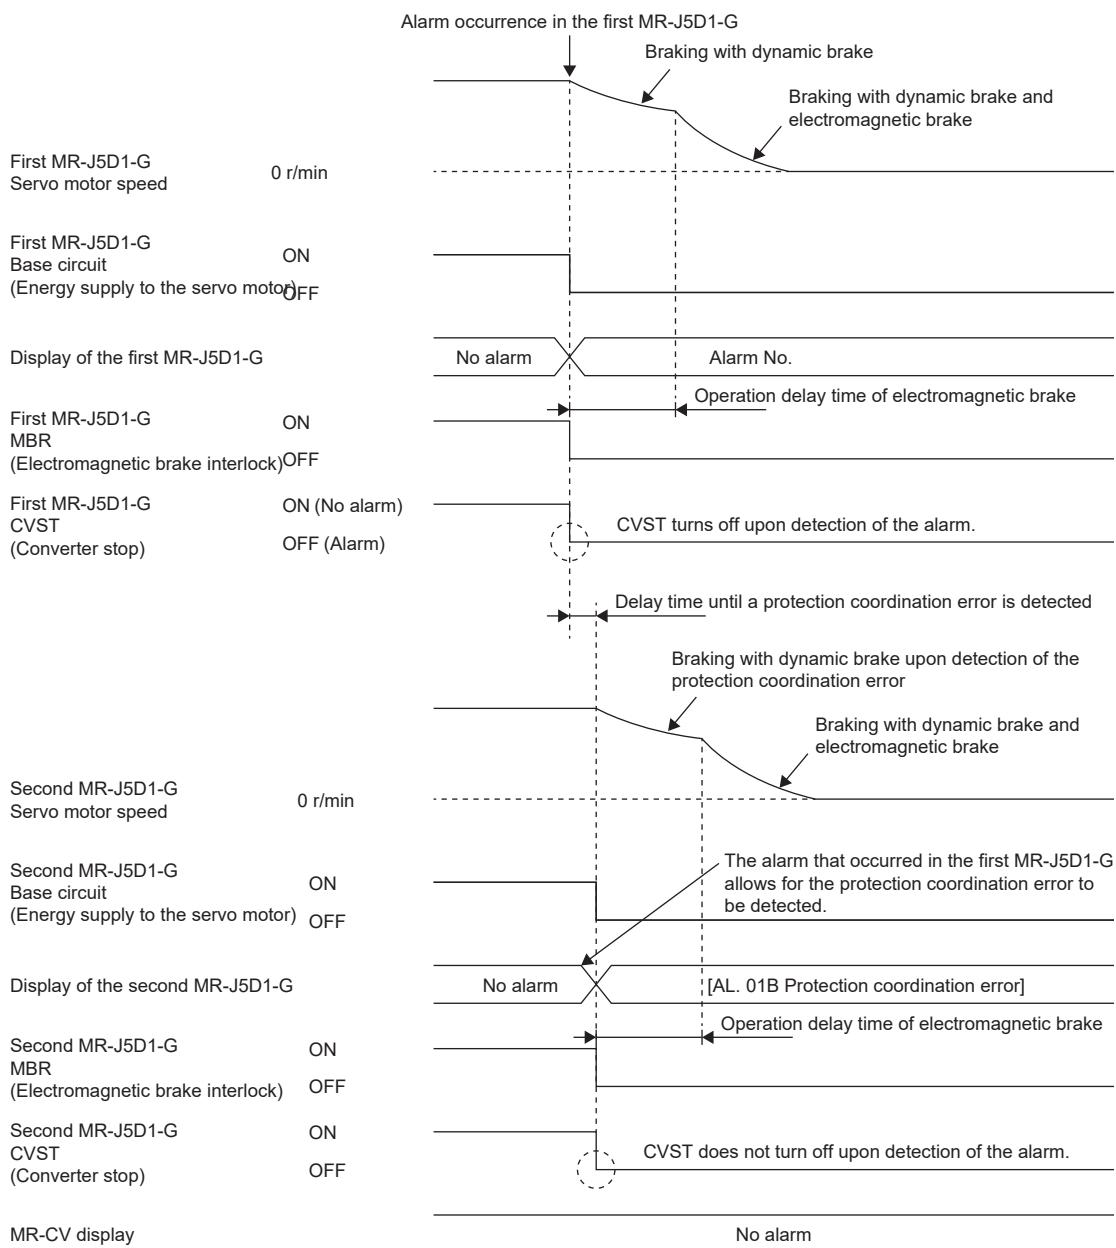 Alarm occurrence in the first MR-J5D1-G
Braking with dynamic brake
Braking with dynamic brake and
electromagnetic brake
First MR-J5D1-G
Servo motor speed
0 r/min
First MR-J5D1-G
Base circuit
(Energy supply to the servo motor)
ON
OFF
Display of the first MR-J5D1-G
No alarm
Alarm No.
Operation delay time of electromagnetic brake
First MR-J5D1-G
MBR
(Electromagnetic brake interlock)
ON
OFF
First MR-J5D1-G
CVST
(Converter stop)
ON (No alarm)
OFF (Alarm)
CVST turns off upon detection of the alarm.
Delay time until a protection coordination error is detected
Braking with dynamic brake upon detection of the
protection coordination error
Braking with dynamic brake and
electromagnetic brake
Second MR-J5D1-G
Servo motor speed
0 r/min
The alarm that occurred in the first MR-J5D1-G
allows for the protection coordination error to
be detected.
Second MR-J5D1-G
Base circuit
(Energy supply to the servo motor)
ON
OFF
Display of the second MR-J5D1-G
No alarm
[AL. 01B Protection coordination error]
Operation delay time of electromagnetic brake
Second MR-J5D1-G
MBR
(Electromagnetic brake interlock)
ON
OFF
Second MR-J5D1-G
CVST
(Converter stop)
ON
OFF
CVST does not turn off upon detection of the alarm.
MR-CV display
No alarm